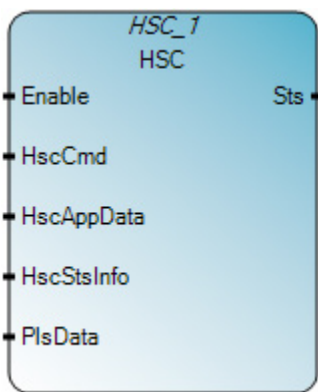 HSC_1
HSC
Enable Sts
HscCmd
HscAppData
HscStsInfo
PlsData